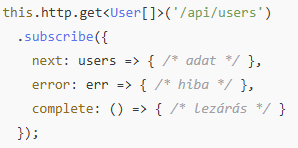 this.http.get<User[]>('/api/users')
  .subscribe({
    next: users => { /* adat */ },
    error: err => { /* hiba */ },
    complete: () => { /* lezárás */ }
  });